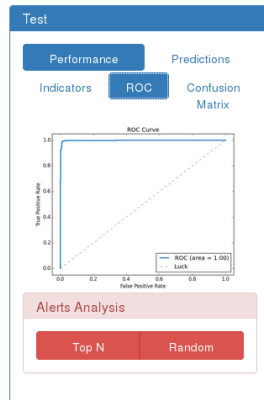 Test
Performance
Predictions
Indicators
ROC
Confusion
Matrix
ROC Curve
1.0
0.8
0.6
0.4
0.2
0.0
True Positive Rate
ROC (area = 1.00)
Luck
0.0 0.2 0.4 0.6 0.8 1.0
False Positive Rate
Alerts Analysis
Top N
Random